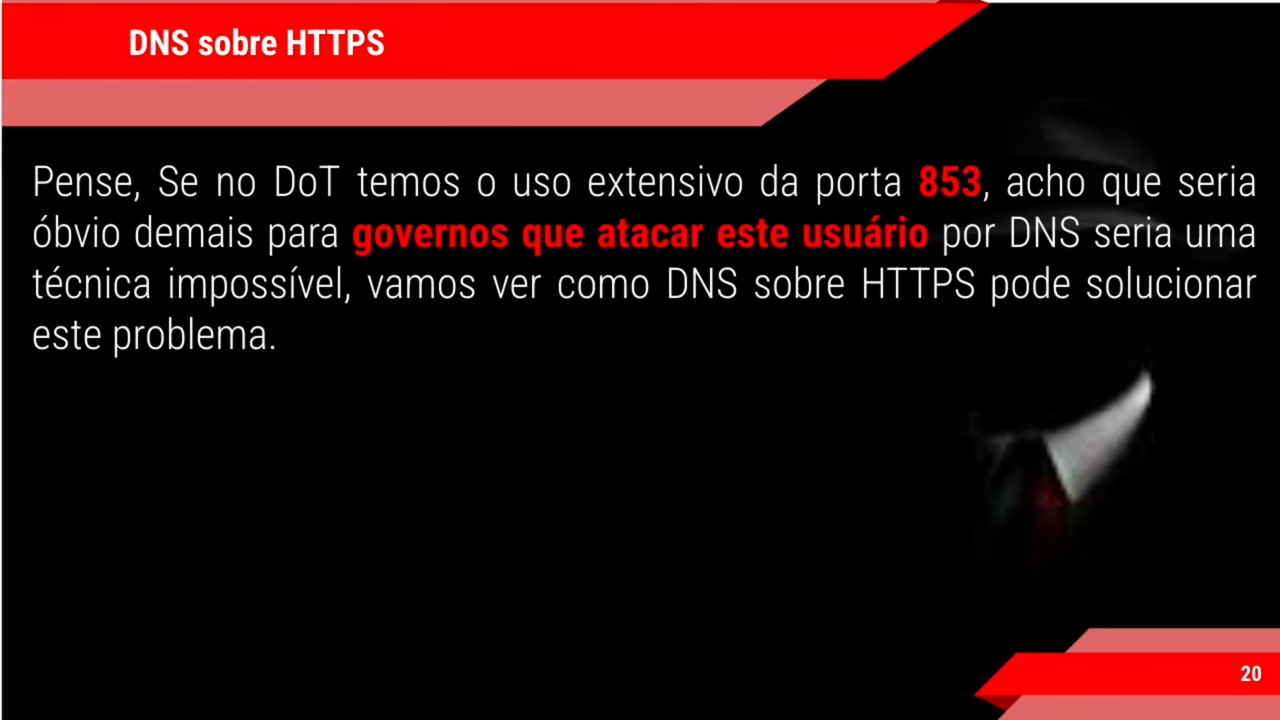 DNS sobre HTTPS
Pense, Se no DoT temos o uso extensivo da porta 853, acho que seria
óbvio demais para governos que atacar este usuário por DNS seria uma
técnica impossível, vamos ver como DNS sobre HTTPS pode solucionar
este problema.
20